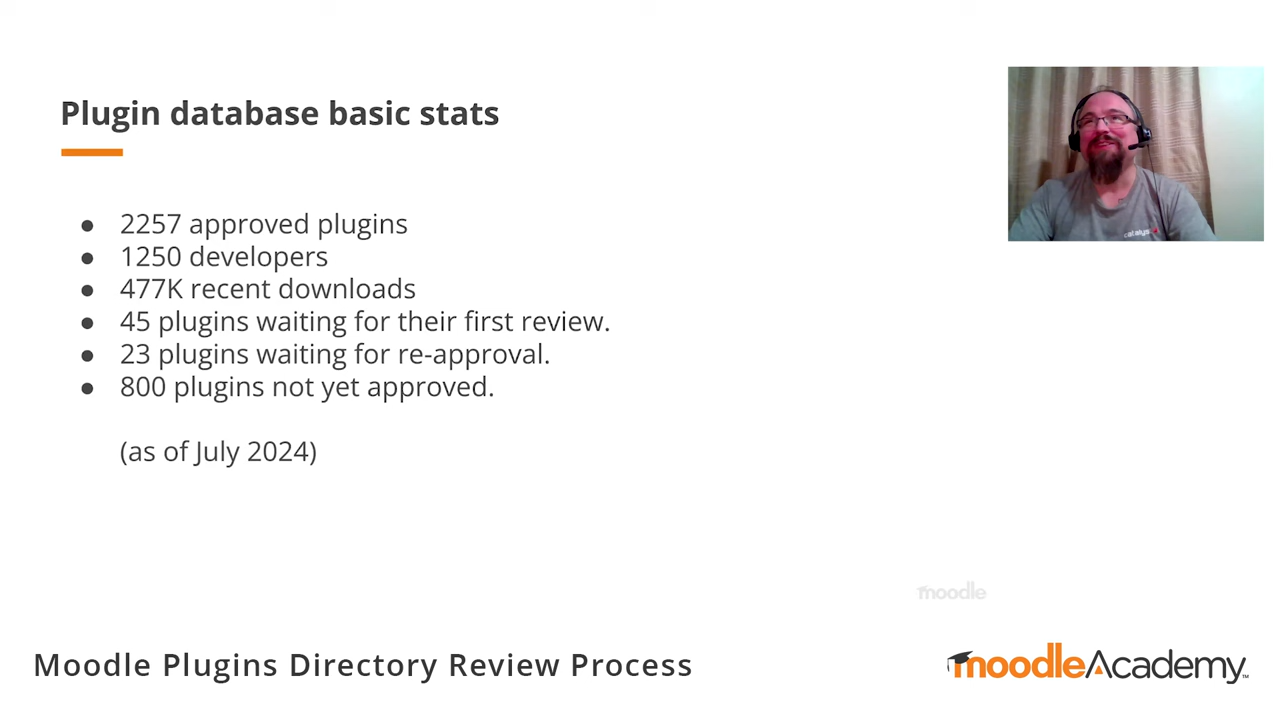 Plugin database basic stats
● 2257 approved plugins
● 1250 developers
● 477K recent downloads
● 45 plugins waiting for their first review.
● 23 plugins waiting for re-approval.
● 800 plugins not yet approved.
(as of July 2024)
catalyst
moodle
Moodle Plugins Directory Review Process
moodleAcademy™